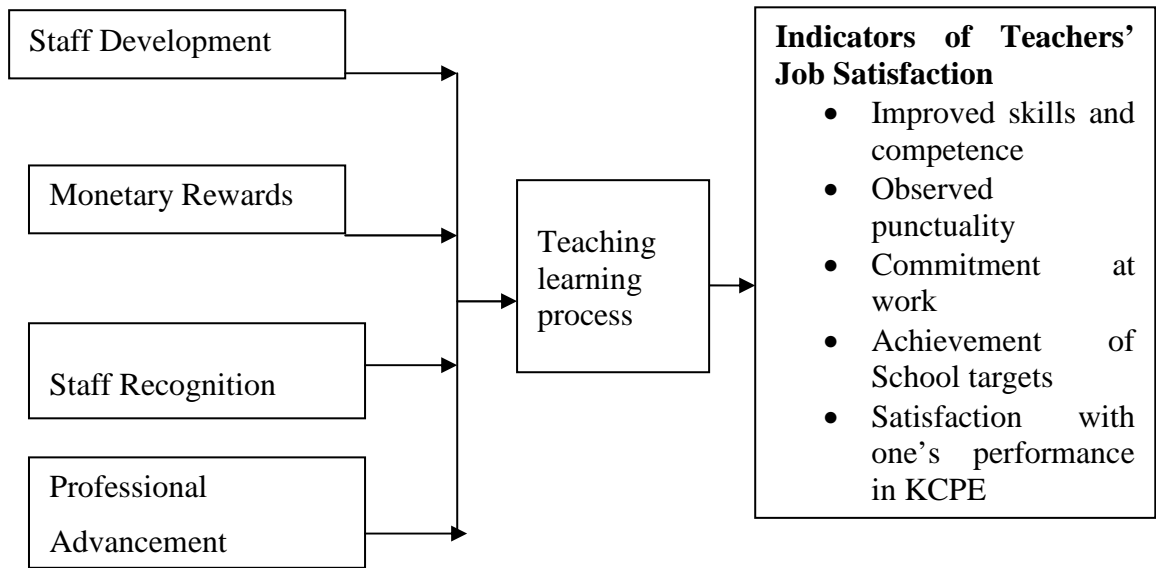 Staff Development
Monetary Rewards
Staff Recognition
Professional
Advancement
Teaching
learning
process
Indicators of Teachers’
Job Satisfaction
• Improved skills and
competence
• Observed
punctuality
• Commitment at
work
• Achievement of
School targets
• Satisfaction with
one’s performance
in KCPE